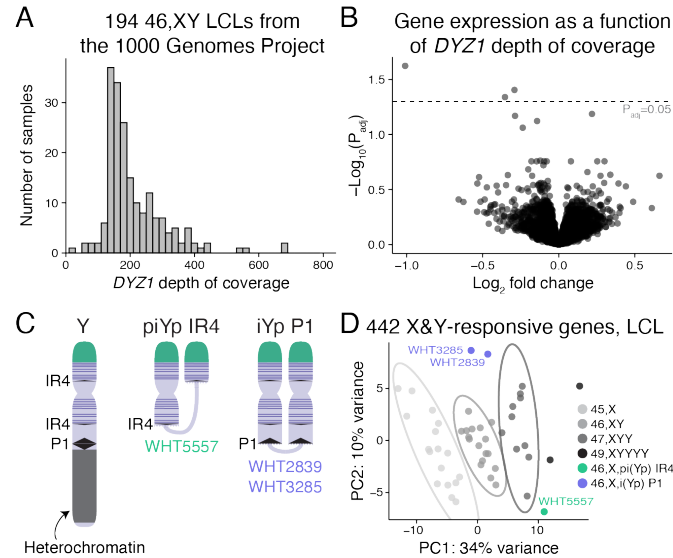 A
194 46,XY LCLs from
the 1000 Genomes Project
Number of samples
30
20
10
0
0
200
400
600
800
DYZ1 depth of coverage
B
Gene expression as a function
of DYZ1 depth of coverage
−Log10(Padj)
1.5
1.0
0.5
0.0
Padj=0.05
−1.0
−0.5
0.0
0.5
Log2 fold change
C
Y
piYp IR4
iYp P1
IR4
IR4
P1
IR4
WHT5557
P1
WHT2839
WHT3285
Heterochromatin
D
442 X&Y-responsive genes, LCL
PC2: 10% variance
5
0
−5
WHT3285
WHT2839
WHT5557
45,X
46,XY
47,XYY
49,XYYYY
46,X,pi(Yp) IR4
46,X,i(Yp) P1
−10
0
10
PC1: 34% variance